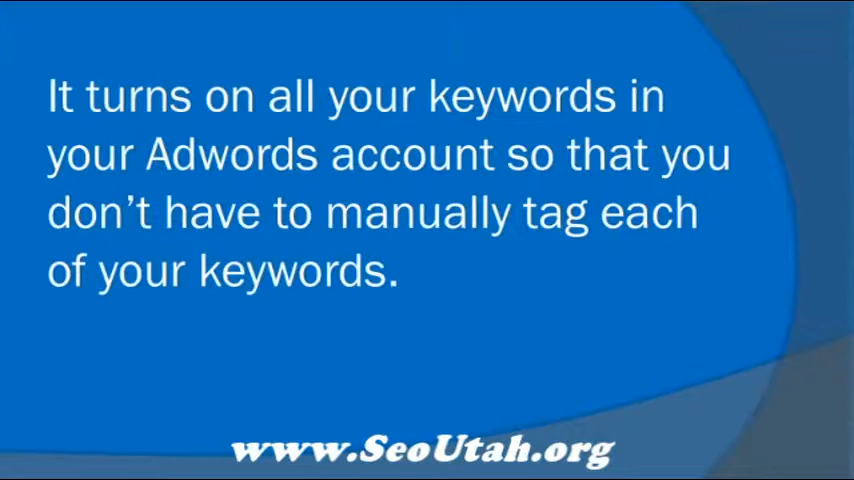 It turns on all your keywords in
your Adwords account so that you
don't have to manually tag each
of your keywords.
www.SeoUtah.org